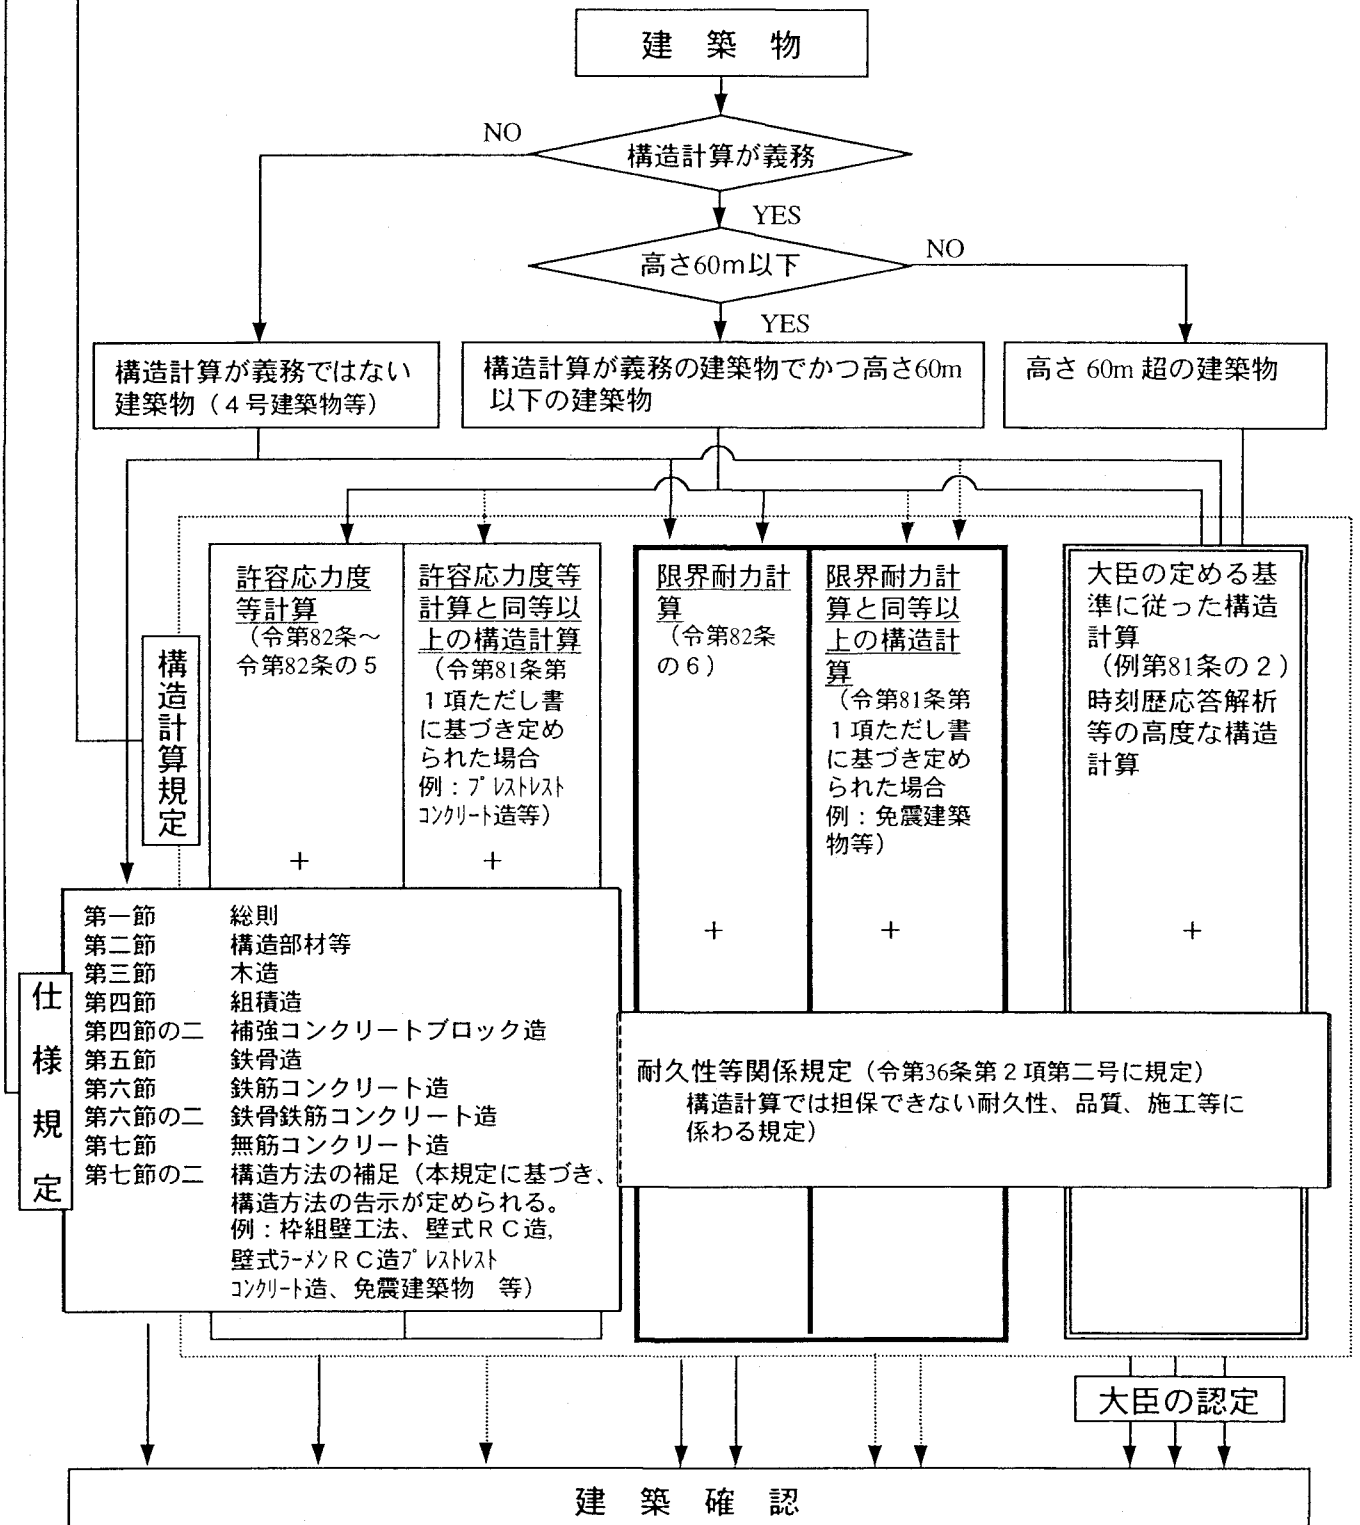 建築物
NO
構造計算が義務
YES
高さ60m以下
NO
YES
構造計算が義務ではない
建築物（４号建築物等）
構造計算が義務の建築物でかつ高さ60m
以下の建築物
高さ 60m 超の建築物
構造計算規定
許容応力度
等計算
（令第82条～
令第82条の５
＋
許容応力度等
計算と同等以
上の構造計算
（令第81条第
１項ただし書
に基づき定め
られた場合
例：ﾌﾟﾚｽﾄﾚｽﾄ
ｺﾝｸﾘｰﾄ造等）
＋
限界耐力計
算
（令第82条
の６）
＋
限界耐力計
算と同等以
上の構造計
算
（令第81条第
１項ただし書
に基づき定め
られた場合
例：免震建築
物等）
＋
大臣の定める基
準に従った構造
計算
（例第81条の２）
時刻歴応答解析
等の高度な構造
計算
＋
仕様規定
第一節 総則
第二節 構造部材等
第三節 木造
第四節 組積造
第四節の二 補強コンクリートブロック造
第五節 鉄骨造
第六節 鉄筋コンクリート造
第六節の二 鉄骨鉄筋コンクリート造
第七節 無筋コンクリート造
第七節の二 構造方法の補足（本規定に基づき、
構造方法の告示が定められる。
例：枠組壁工法、壁式ＲＣ造,
壁式ﾗｰﾒﾝＲＣ造ﾌﾟﾚｽﾄﾚｽﾄ
ｺﾝｸﾘｰﾄ造、免震建築物　等）
耐久性等関係規定（令第36条第２項第二号に規定）
構造計算では担保できない耐久性、品質、施工等に
係わる規定）
大臣の認定
建築確認